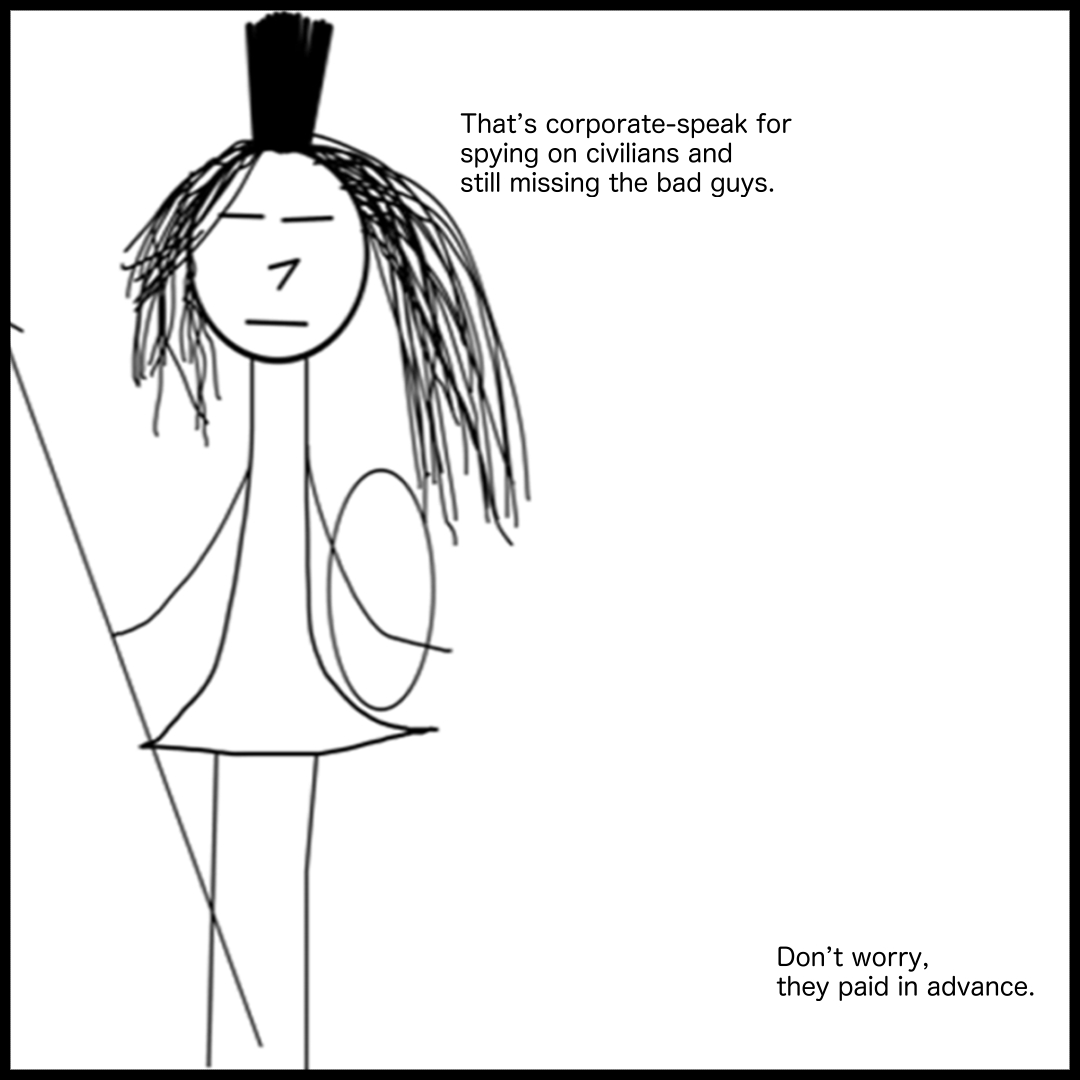 That’s corporate-speak for
spying on civilians and
still missing the bad guys.
Don’t worry,
they paid in advance.